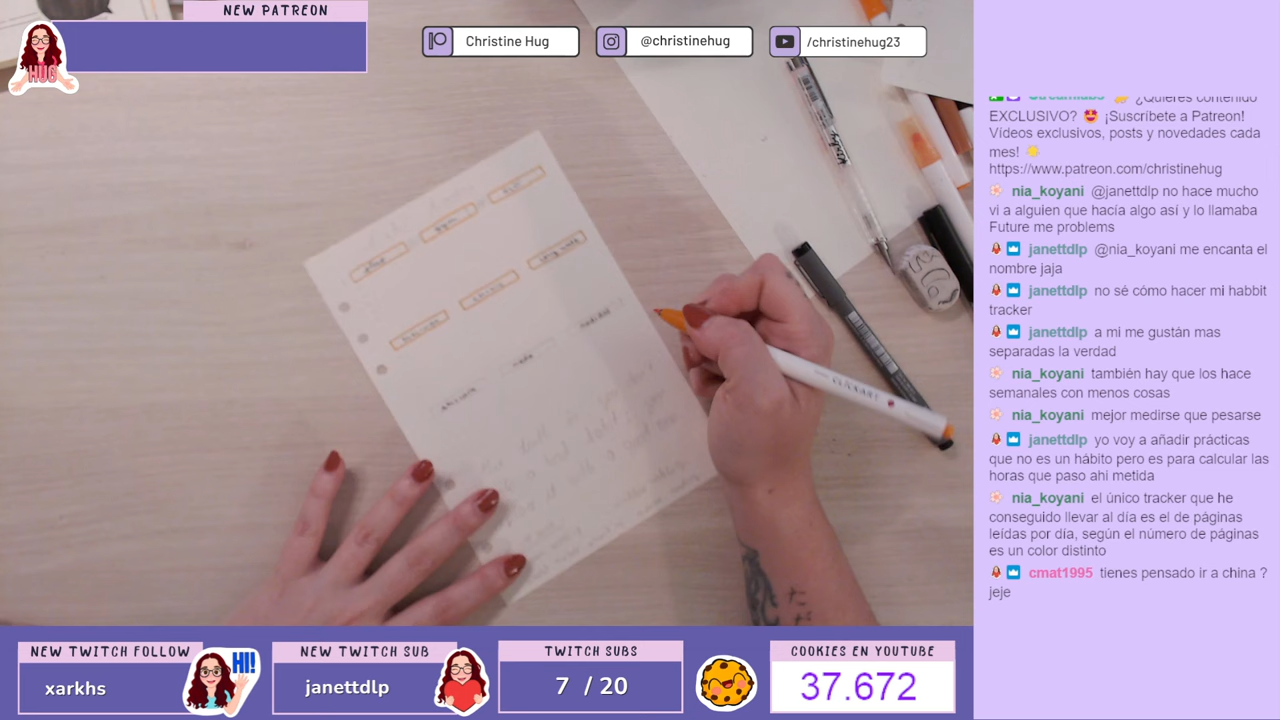 NEW PATREON
HUG
Christine Hug
@christinehug
/christinehug23
¿Quieres contenido
EXCLUSIVO? 🤩 ¡Suscríbete a Patreon!
Vídeos exclusivos, posts y novedades cada
mes! 🌟
https://www.patreon.com/christinehug
nia_koyani @janettdlp no hace mucho
vi a alguien que hacía algo así y lo llamaba
Future me problems
janettdlp @nia_koyani me encanta el
nombre jaja
janettdlp no sé cómo hacer mi habbit
tracker
janettdlp a mi me gustán mas
separadas la verdad
nia_koyani también hay que los hace
semanales con menos cosas
nia_koyani mejor medirse que pesarse
janettdlp yo voy a añadir prácticas
que no es un hábito pero es para calcular las
horas que paso ahi metida
nia_koyani el único tracker que he
conseguido llevar al día es el de páginas
leídas por día, según el número de páginas
es un color distinto
cmat1995 tienes pensado ir a china ?
jeje
NEW TWITCH FOLLOW
xarkhs
HI!
NEW TWITCH SUB
janettdlp
TWITCH SUBS
7 / 20
COOKIES EN YOUTUBE
37.672